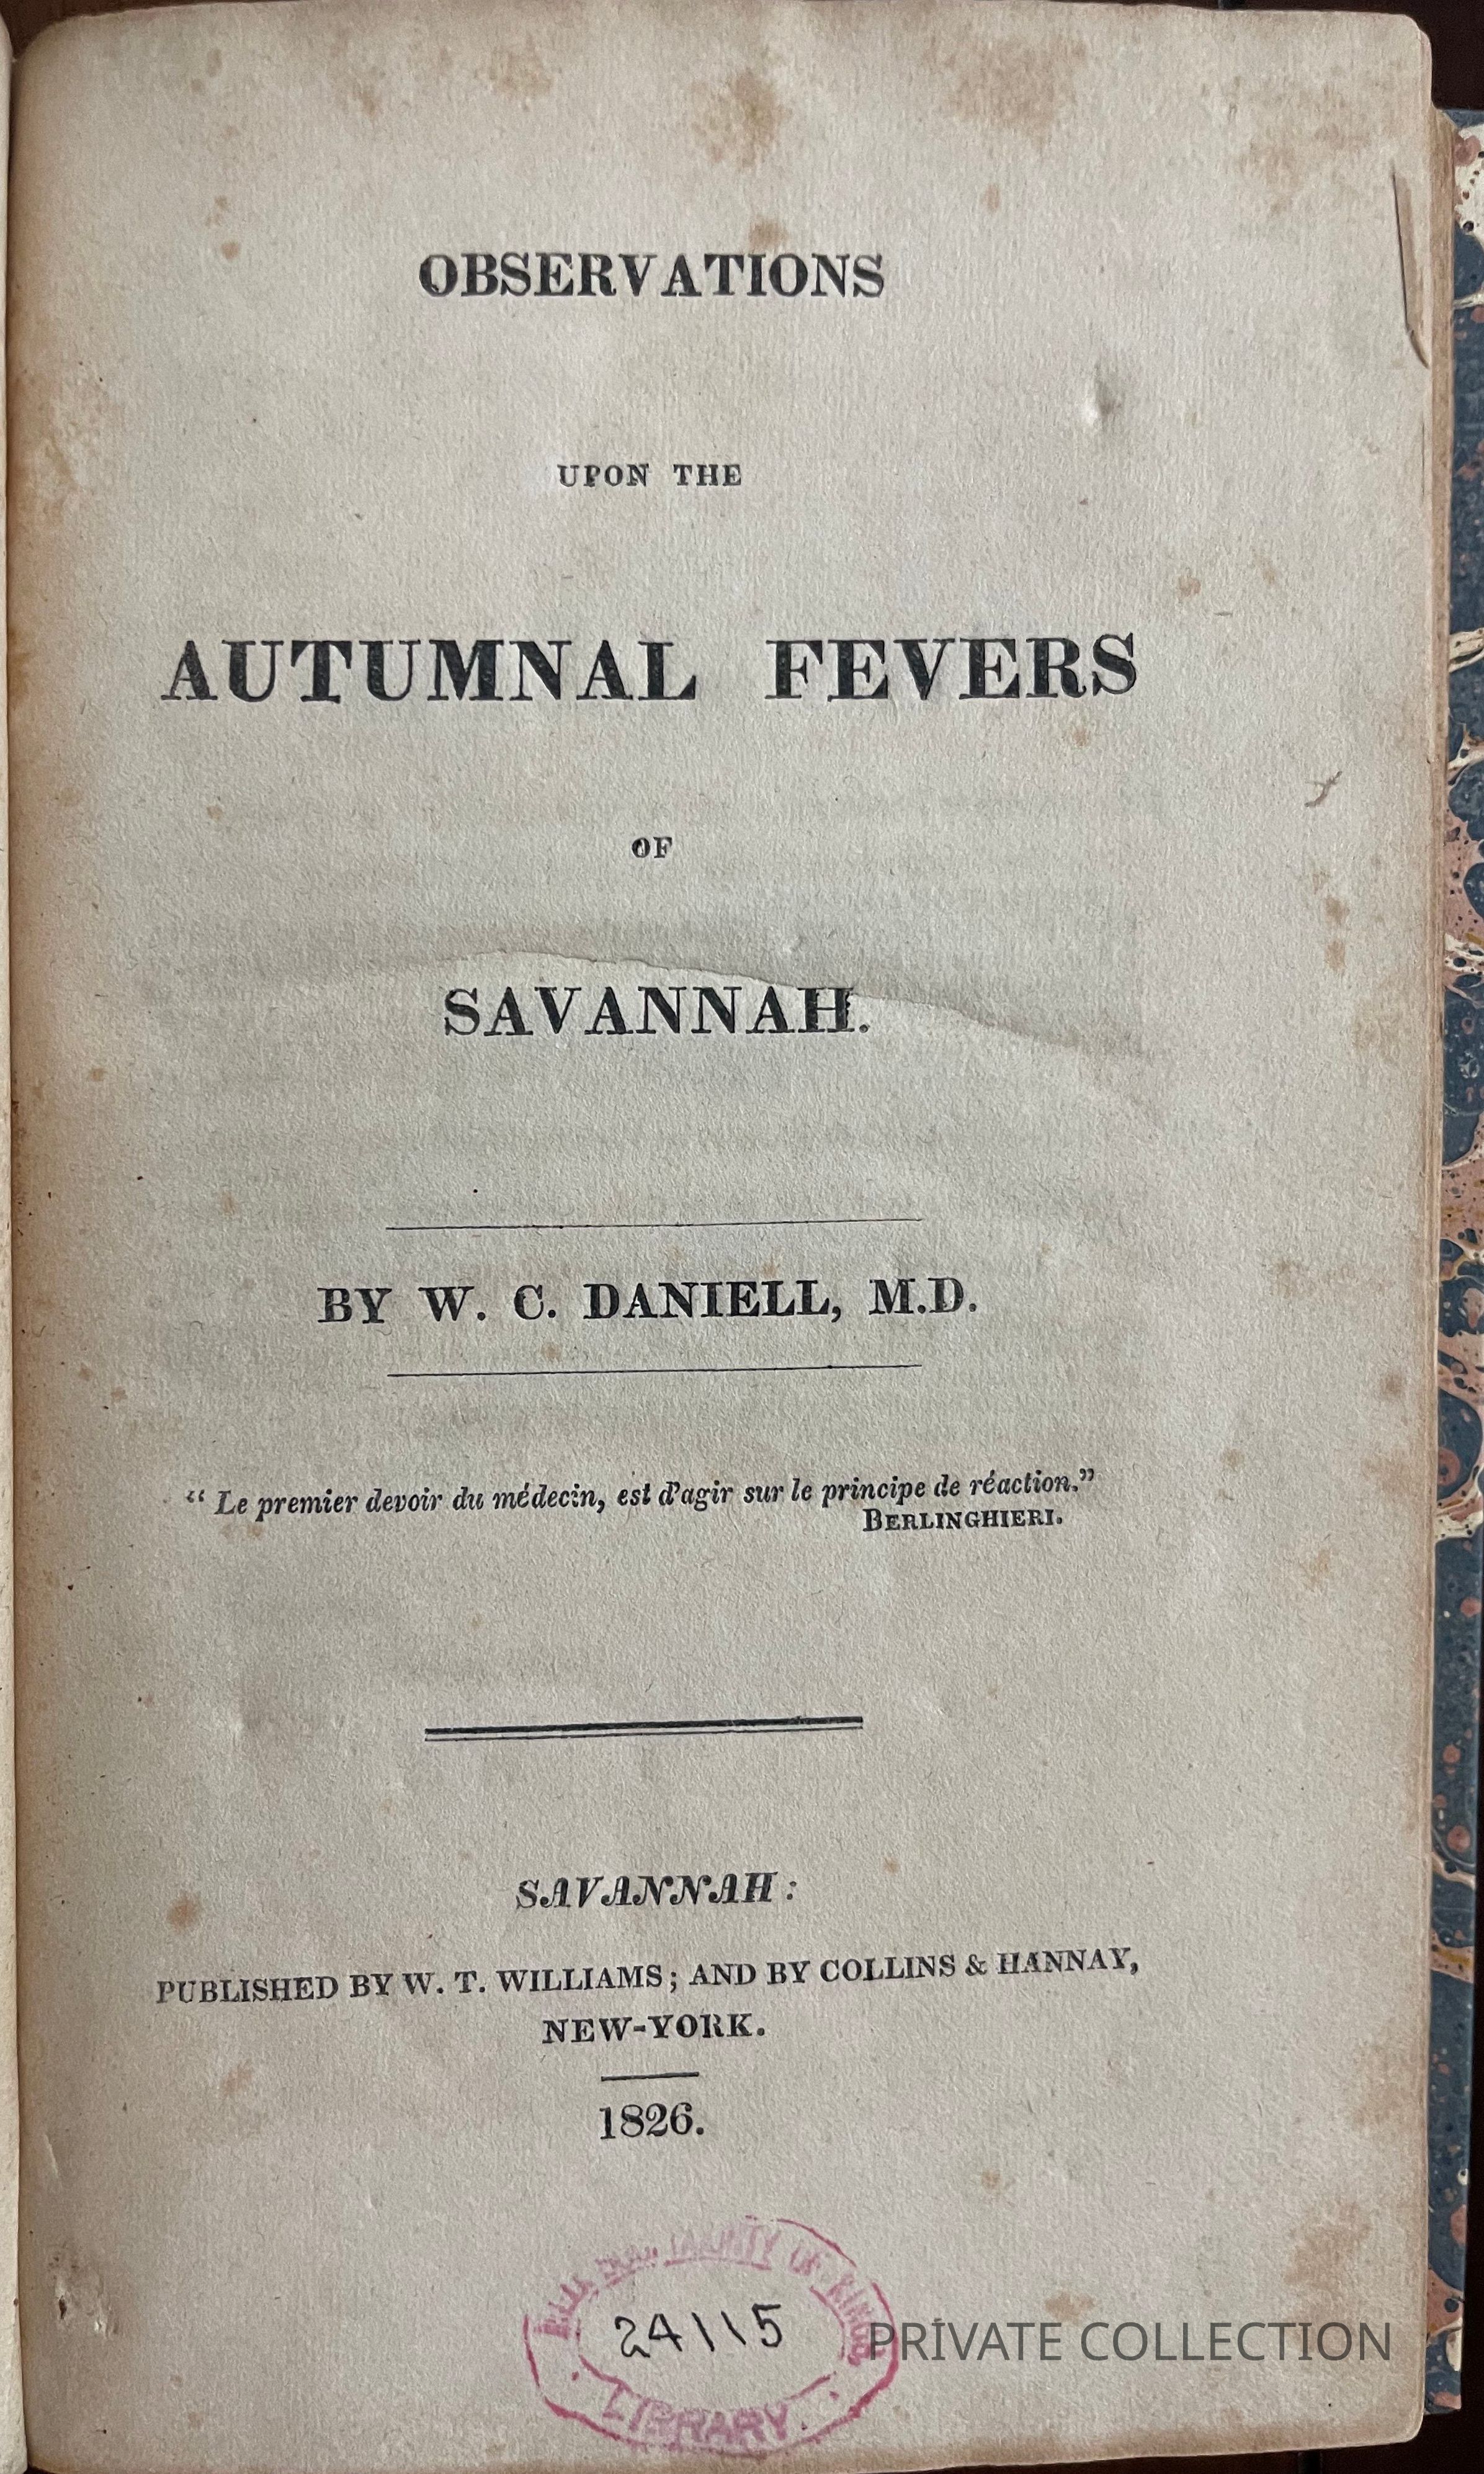 OBSERVATIONS
UPON THE
AUTUMNAL FEVERS
OF
SAVANNAH.
BY W. C. DANIELL, M.D.
“ Le premier devoir du médecin, est d'agir sur le principe de réaction.”
BERLINGHIERI.
SAVANNAH:
PUBLISHED BY W. T. WILLIAMS; AND BY COLLINS & HANNAY,
NEW-YORK.
1826.
24115
LIBRARY
PRIVATE COLLECTION